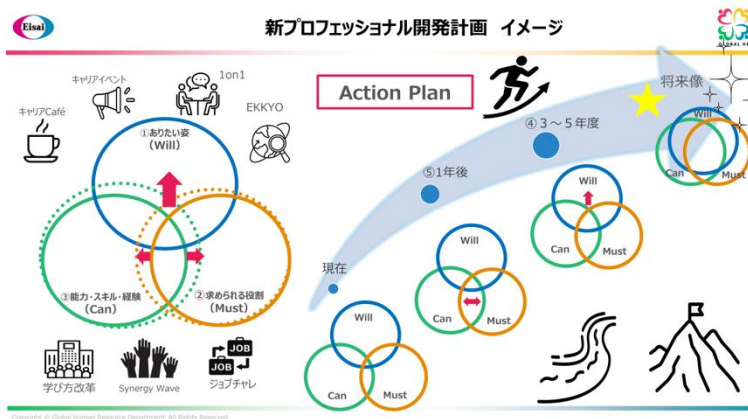 Eisai
新プロフェッショナル開発計画 イメージ
キャリアイベント
1on1
キャリアCafé
EKKYO
①ありたい姿
(Will)
③能力・スキル・経験
(Can)
②求められる役割
(Must)
学び方改革
Synergy Wave
JOB
JOB
ジョブチャレ
Action Plan
将来像
④3～5年度
⑤1年後
現在
Will
Can
Must
Will
Can
Must
Will
Can
Must
Will
Can
Must
Copyright © Global Human Resource Department. All Rights Reserved